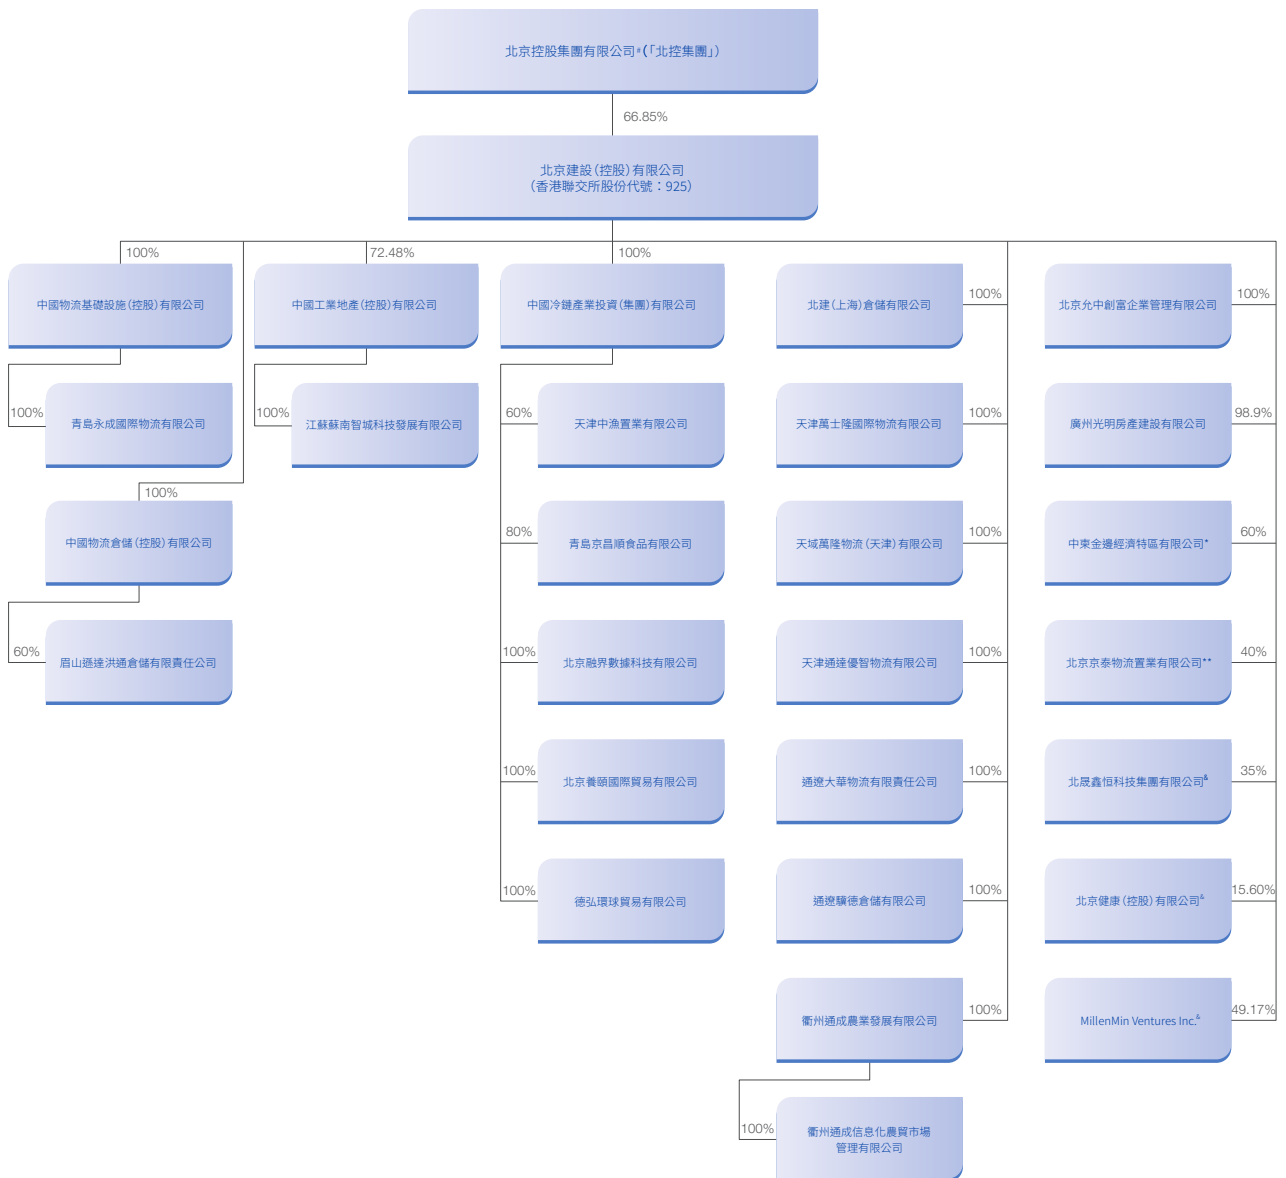 北京控股集團有限公司#(「北控集團」)
66.85%
北京建設(控股)有限公司
(香港聯交所股份代號：925)
100%
72.48%
100%
中國物流基礎設施(控股)有限公司
中國工業地產(控股)有限公司
中國冷鏈產業投資(集團)有限公司
北建(上海)倉儲有限公司
100%
北京允中創富企業管理有限公司
100%
100%
青島永成國際物流有限公司
100%
江蘇蘇南智城科技發展有限公司
60%
天津中漁置業有限公司
天津萬士隆國際物流有限公司
100%
廣州光明房產建設有限公司
98.9%
100%
中國物流倉儲(控股)有限公司
80%
青島京昌順食品有限公司
天域萬隆物流(天津)有限公司
100%
中柬金邊經濟特區有限公司*
60%
60%
眉山遜達洪通倉儲有限責任公司
100%
北京融界數據科技有限公司
天津通達優智物流有限公司
100%
北京京泰物流置業有限公司**
40%
100%
北京養頤國際貿易有限公司
通遼大華物流有限責任公司
100%
北晟鑫恒科技集團有限公司&
35%
100%
德弘環球貿易有限公司
通遼驥德倉儲有限公司
100%
北京健康(控股)有限公司&
15.60%
衢州通成農業發展有限公司
100%
MillenMin Ventures Inc.&
49.17%
100%
衢州通成信息化農貿市場
管理有限公司